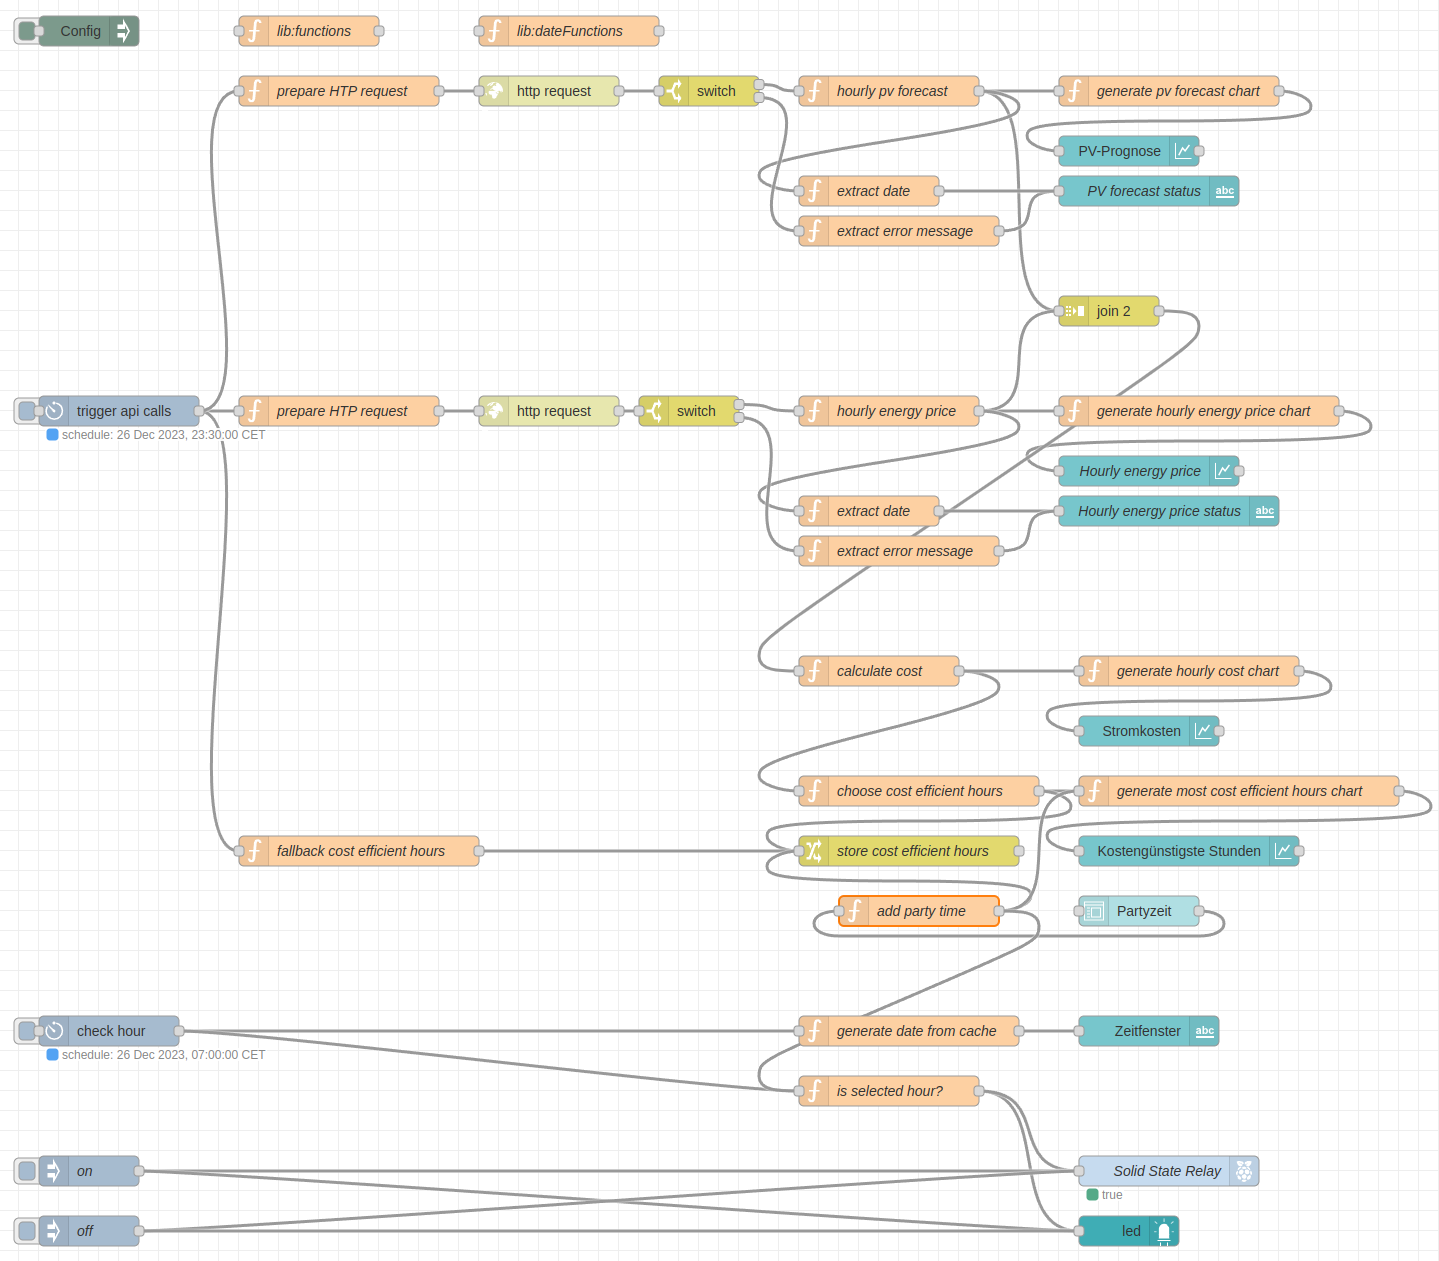 Config
lib:functions
lib:dateFunctions
prepare HTP request
http request
switch
hourly pv forecast
generate pv forecast chart
PV-Prognose
extract date
PV forecast status
abc
extract error message
join 2
trigger api calls
prepare HTP request
http request
switch
hourly energy price
generate hourly energy price chart
schedule: 26 Dec 2023, 23:30:00 CET
Hourly energy price
extract date
Hourly energy price status
abc
extract error message
calculate cost
generate hourly cost chart
Stromkosten
choose cost efficient hours
generate most cost efficient hours chart
fallback cost efficient hours
store cost efficient hours
Kostengünstigste Stunden
add party time
Partyzeit
check hour
generate date from cache
Zeitfenster
abc
schedule: 26 Dec 2023, 07:00:00 CET
is selected hour?
on
Solid State Relay
true
off
led